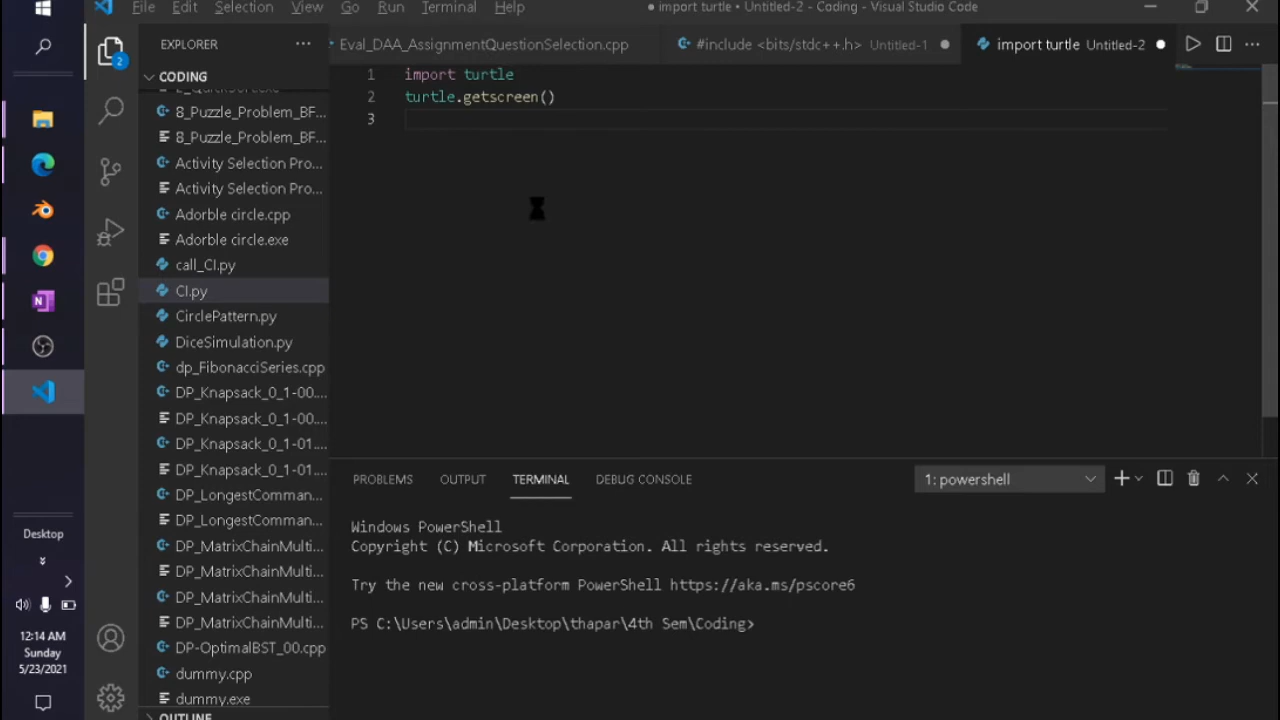 File Edit Selection View Go Run Terminal Help
● import turtle • Untitled-2 - Coding - Visual Studio Code
EXPLORER
Eval_DAA_AssignmentQuestionSelection.cpp
#include <bits/stdc++.h> Untitled-1
import turtle Untitled-2
2
CODING
8_Puzzle_Problem_BF...
8_Puzzle_Problem_BF...
Activity Selection Pro...
Activity Selection Pro...
Adorble circle.cpp
Adorble circle.exe
call_CI.py
CI.py
CirclePattern.py
DiceSimulation.py
dp_FibonacciSeries.cpp
DP_Knapsack_0_1-00....
DP_Knapsack_0_1-00....
DP_Knapsack_0_1-01....
DP_Knapsack_0_1-01....
DP_LongestComman...
DP_LongestComman...
DP_MatrixChainMulti...
DP_MatrixChainMulti...
DP_MatrixChainMulti...
DP_MatrixChainMulti...
DP-OptimalBST_00.cpp
dummy.cpp
dummy.exe
OUTLINE
1 import turtle
2 turtle.getscreen()
3
PROBLEMS OUTPUT TERMINAL DEBUG CONSOLE
1: powershell
Windows PowerShell
Copyright (C) Microsoft Corporation. All rights reserved.
Try the new cross-platform PowerShell https://aka.ms/pscore6
PS C:\Users\admin\Desktop\thapar\4th Sem\Coding>
Desktop
12:14 AM
Sunday
5/23/2021